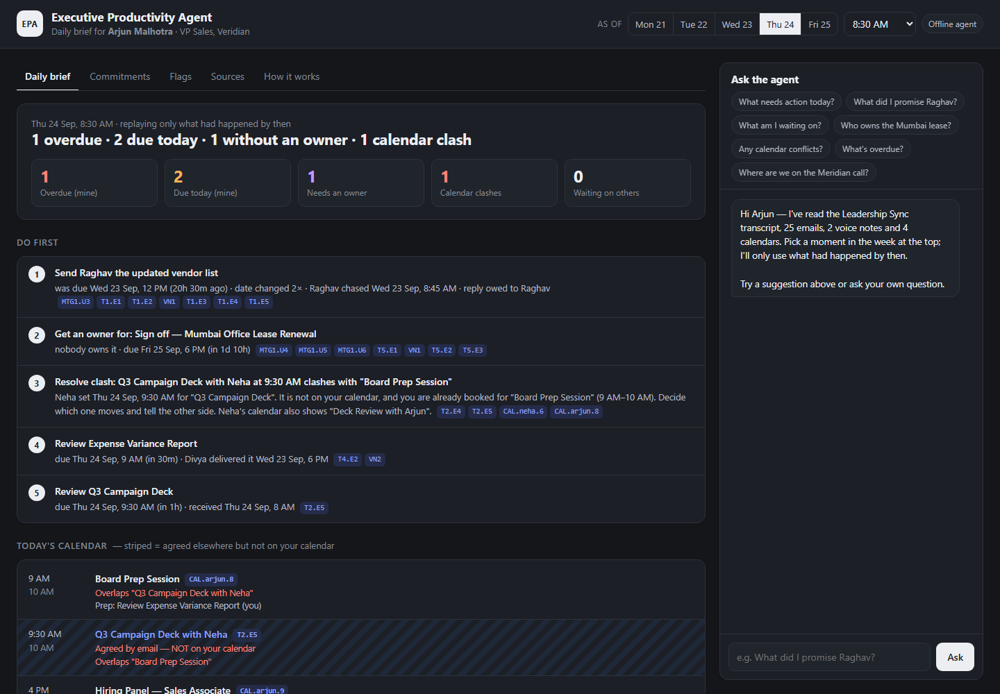 EPA
Executive Productivity Agent
Daily brief for Arjun Malhotra · VP Sales, Veridian
AS OF
Mon 21
Tue 22
Wed 23
Thu 24
Fri 25
8:30 AM
Offline agent
Daily brief
Commitments
Flags
Sources
How it works
Thu 24 Sep, 8:30 AM · replaying only what had happened by then
1 overdue · 2 due today · 1 without an owner · 1 calendar clash
1
Overdue (mine)
2
Due today (mine)
1
Needs an owner
1
Calendar clashes
0
Waiting on others
DO FIRST
1
Send Raghav the updated vendor list
was due Wed 23 Sep, 12 PM (20h 30m ago) · date changed 2× · Raghav chased Wed 23 Sep, 8:45 AM · reply owed to Raghav
MTG1.U3 T1.E1 T1.E2 VN1 T1.E3 T1.E4 T1.E5
2
Get an owner for: Sign off — Mumbai Office Lease Renewal
nobody owns it · due Fri 25 Sep, 6 PM (in 1d 10h) MTG1.U4 MTG1.U5 MTG1.U6 T5.E1 VN1 T5.E2 T5.E3
3
Resolve clash: Q3 Campaign Deck with Neha at 9:30 AM clashes with "Board Prep Session"
Neha set Thu 24 Sep, 9:30 AM for "Q3 Campaign Deck". It is not on your calendar, and you are already booked for "Board Prep Session" (9 AM–10 AM). Decide
which one moves and tell the other side. Neha's calendar also shows "Deck Review with Arjun". T2.E4 T2.E5 CAL.neha.6 CAL.arjun.8
4
Review Expense Variance Report
due Thu 24 Sep, 9 AM (in 30m) · Divya delivered it Wed 23 Sep, 6 PM T4.E2 VN2
5
Review Q3 Campaign Deck
due Thu 24 Sep, 9:30 AM (in 1h) · received Thu 24 Sep, 8 AM T2.E5
TODAY'S CALENDAR — striped = agreed elsewhere but not on your calendar
9 AM
10 AM
Board Prep Session CAL.arjun.8
Overlaps "Q3 Campaign Deck with Neha"
Prep: Review Expense Variance Report (you)
9:30 AM
10 AM
Q3 Campaign Deck with Neha T2.E5
Agreed by email — NOT on your calendar
Overlaps "Board Prep Session"
4 PM
Hiring Panel — Sales Associate CAL.arjun.9
Ask the agent
What needs action today?
What did I promise Raghav?
What am I waiting on?
Who owns the Mumbai lease?
Any calendar conflicts?
What's overdue?
Where are we on the Meridian call?
Hi Arjun — I've read the Leadership Sync
transcript, 25 emails, 2 voice notes and 4
calendars. Pick a moment in the week at the top;
I'll only use what had happened by then.
Try a suggestion above or ask your own question.
e.g. What did I promise Raghav?
Ask